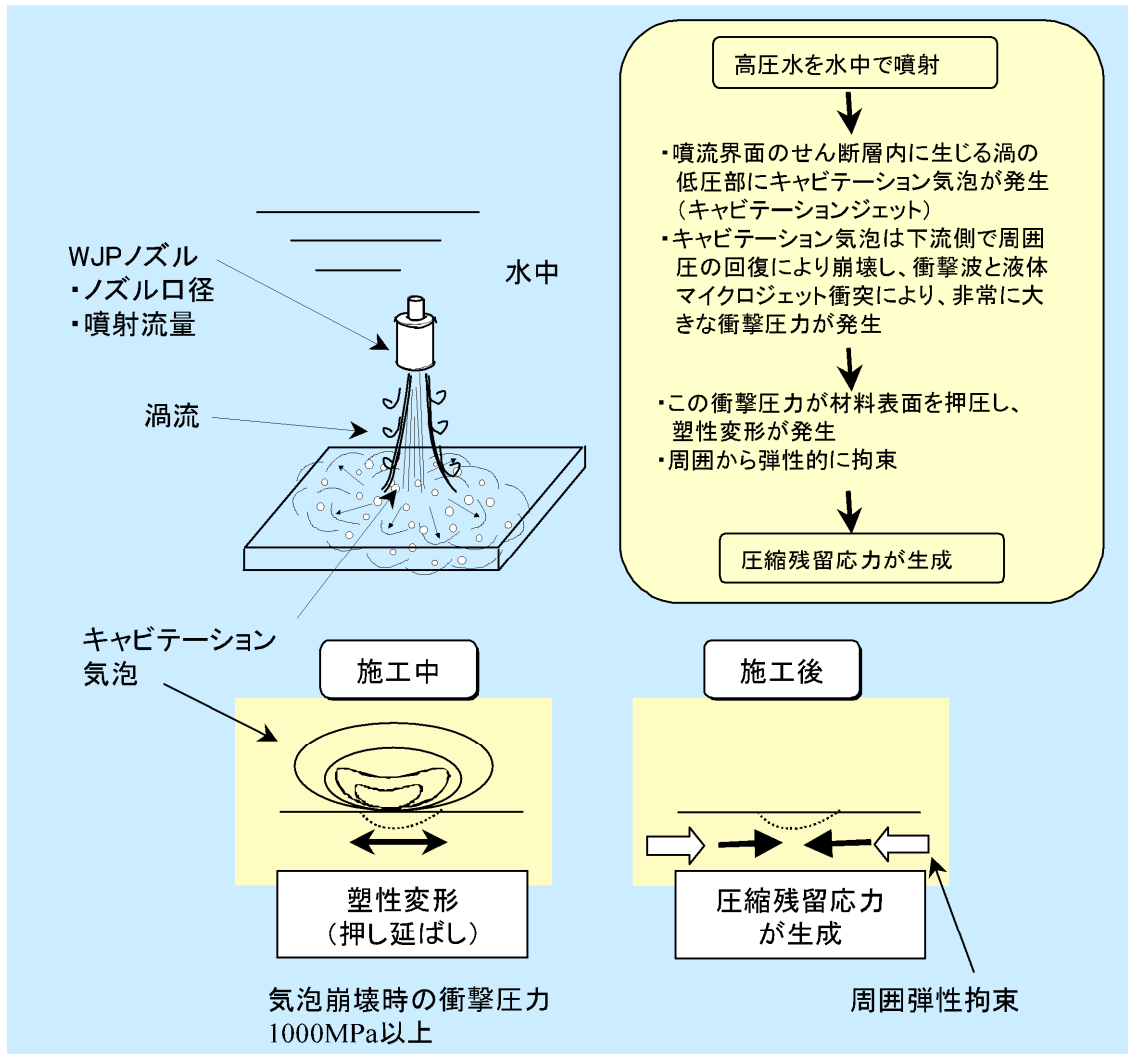 高圧水を水中で噴射
・噴流界面のせん断層内に生じる渦の
低圧部にキャビテーション気泡が発生
（キャビテーションジェット）
・キャビテーション気泡は下流側で周囲
圧の回復により崩壊し、衝撃波と液体
マイクロジェット衝突により、非常に大
きな衝撃圧力が発生
・この衝撃圧力が材料表面を押圧し、
塑性変形が発生
・周囲から弾性的に拘束
圧縮残留応力が生成
WJPノズル
・ノズル口径
・噴射流量
水中
渦流
キャビテーション
気泡
施工中
塑性変形
（押し延ばし）
気泡崩壊時の衝撃圧力
1000MPa以上
施工後
圧縮残留応力
が生成
周囲弾性拘束